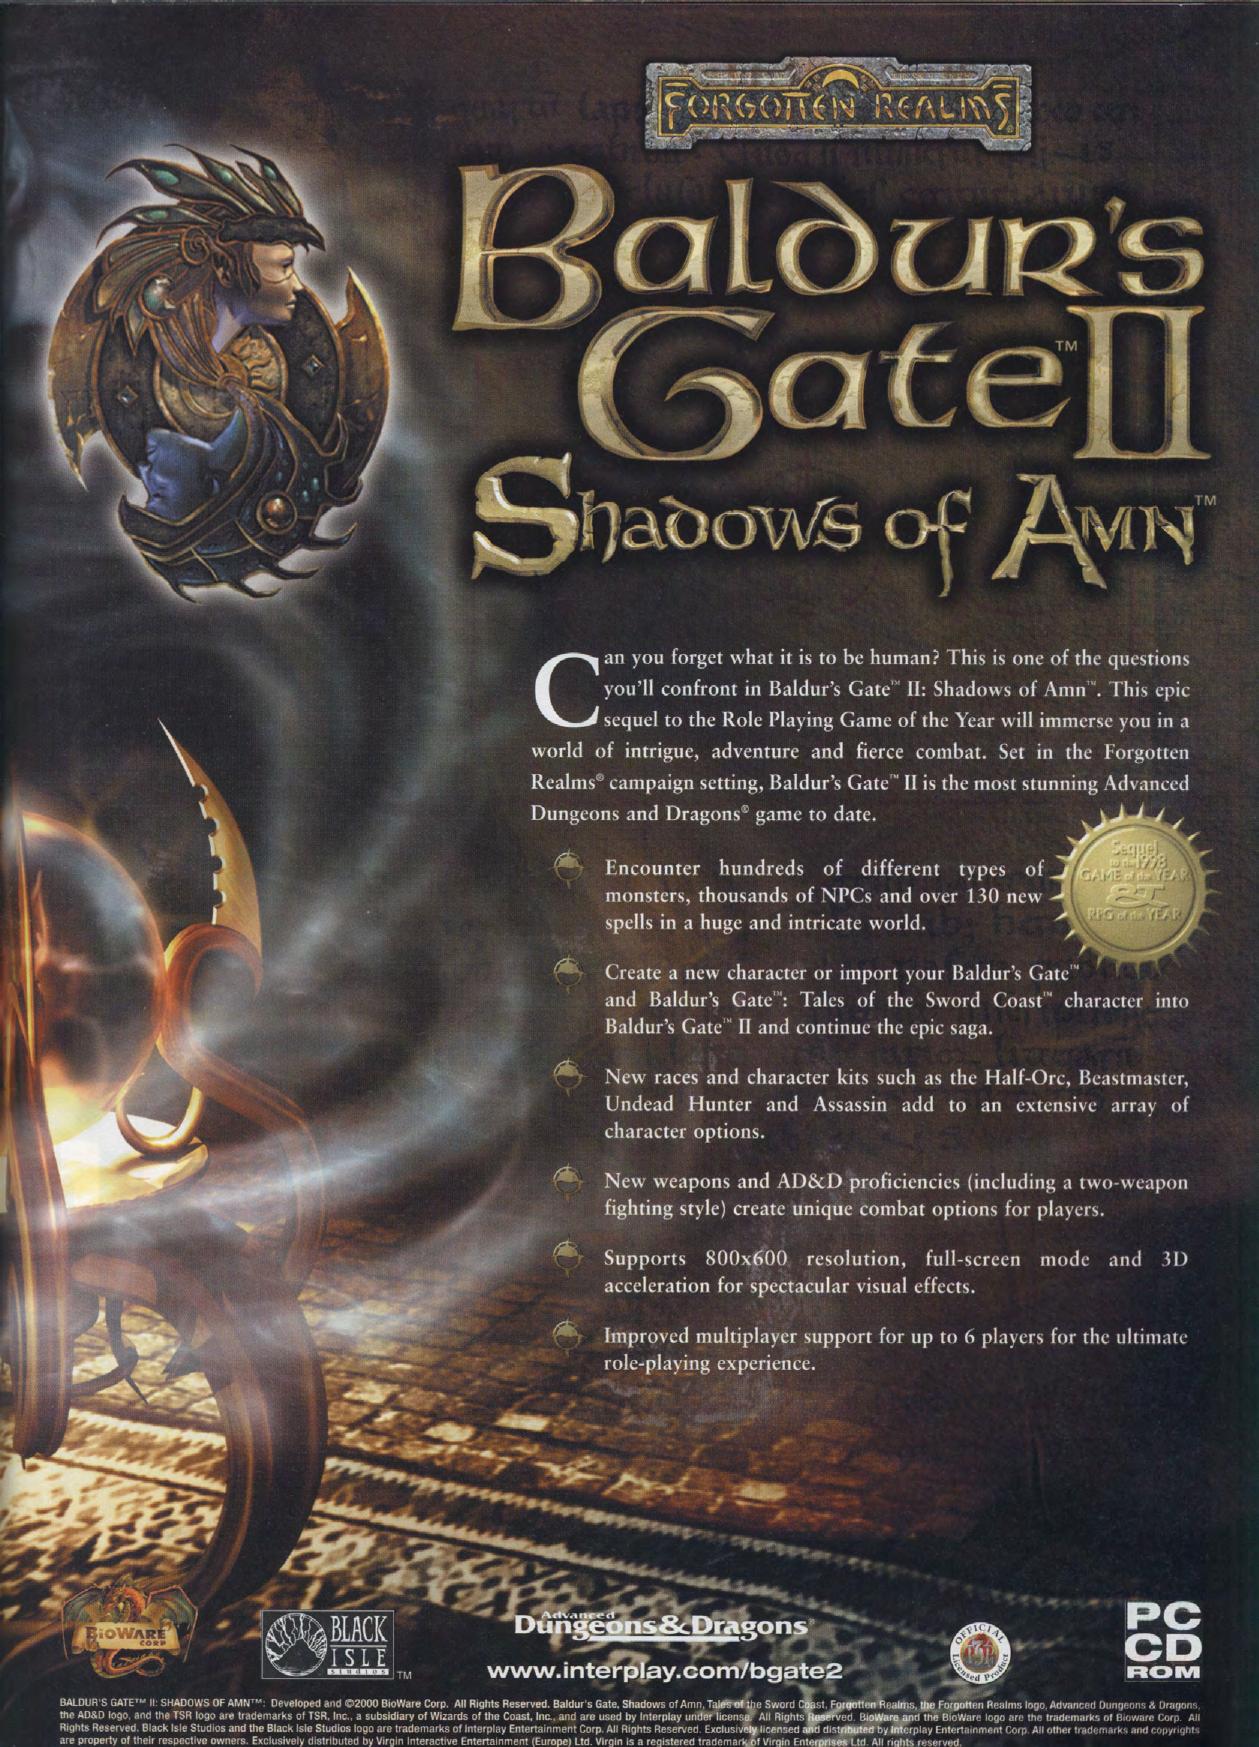 FORGOTTEN REALMS®
Baldur's
Gate™ II
Shadows of Amn™
Can you forget what it is to be human? This is one of the questions
you'll confront in Baldur's Gate™ II: Shadows of Amn™. This epic
sequel to the Role Playing Game of the Year will immerse you in a
world of intrigue, adventure and fierce combat. Set in the Forgotten
Realms® campaign setting, Baldur's Gate™ II is the most stunning Advanced
Dungeons and Dragons® game to date.
Encounter hundreds of different types of
monsters, thousands of NPCs and over 130 new
spells in a huge and intricate world.
Sequel
to the 1998
GAME of the YEAR
&
RPG of the YEAR
Create a new character or import your Baldur's Gate™
and Baldur's Gate™: Tales of the Sword Coast™ character into
Baldur's Gate™ II and continue the epic saga.
New races and character kits such as the Half-Orc, Beastmaster,
Undead Hunter and Assassin add to an extensive array of
character options.
New weapons and AD&D proficiencies (including a two-weapon
fighting style) create unique combat options for players.
Supports 800x600 resolution, full-screen mode and 3D
acceleration for spectacular visual effects.
Improved multiplayer support for up to 6 players for the ultimate
role-playing experience.
BIOWARE
CORP
BLACK
ISLE
STUDIOS™
Advanced
Dungeons & Dragons®
www.interplay.com/bgate2
OFFICIAL
TSR
Licensed Product
PC
CD
ROM
BALDUR'S GATE™ II: SHADOWS OF AMN™: Developed and ©2000 BioWare Corp. All Rights Reserved. Baldur's Gate, Shadows of Amn, Tales of the Sword Coast, Forgotten Realms, the Forgotten Realms logo, Advanced Dungeons & Dragons,
the AD&D logo, and the TSR logo are trademarks of TSR, Inc., a subsidiary of Wizards of the Coast, Inc., and are used by Interplay under license. All Rights Reserved. BioWare and the BioWare logo are the trademarks of Bioware Corp. All
Rights Reserved. Black Isle Studios and the Black Isle Studios logo are trademarks of Interplay Entertainment Corp. All Rights Reserved. Exclusively licensed and distributed by Interplay Entertainment Corp. All other trademarks and copyrights
are property of their respective owners. Exclusively distributed by Virgin Interactive Entertainment (Europe) Ltd. Virgin is a registered trademark of Virgin Enterprises Ltd. All rights reserved.